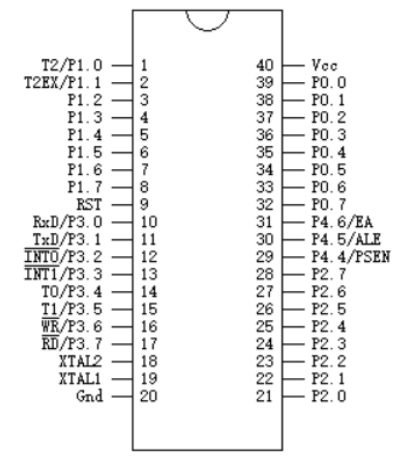 T2/P1.0 1 40 Vcc
T2EX/P1.1 2 39 P0.0
P1.2 3 38 P0.1
P1.3 4 37 P0.2
P1.4 5 36 P0.3
P1.5 6 35 P0.4
P1.6 7 34 P0.5
P1.7 8 33 P0.6
RST 9 32 P0.7
RxD/P3.0 10 31 P4.6/EA
TxD/P3.1 11 30 P4.5/ALE
INT0/P3.2 12 29 P4.4/PSEN
INT1/P3.3 13 28 P2.7
T0/P3.4 14 27 P2.6
T1/P3.5 15 26 P2.5
WR/P3.6 16 25 P2.4
RD/P3.7 17 24 P2.3
XTAL2 18 23 P2.2
XTAL1 19 22 P2.1
Gnd 20 21 P2.0